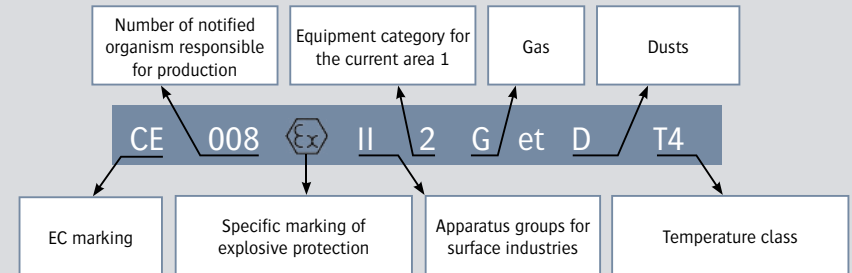 Number of notified
organism responsible
for production
Equipment category for
the current area 1
Gas
Dusts
CE 008 Ex II 2 G et D T4
EC marking
Specific marking of
explosive protection
Apparatus groups for
surface industries
Temperature class